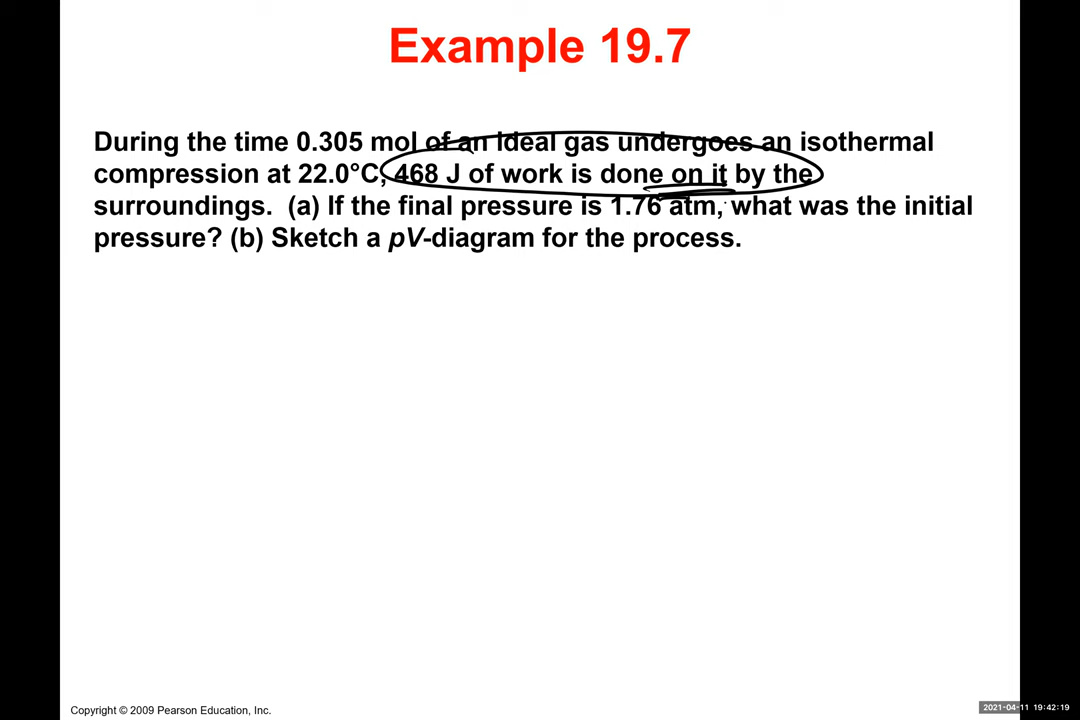 Example 19.7
During the time 0.305 mol of an ideal gas undergoes an isothermal
compression at 22.0°C, 468 J of work is done on it by the
surroundings.  (a) If the final pressure is 1.76 atm, what was the initial
pressure? (b) Sketch a pV-diagram for the process.
Copyright © 2009 Pearson Education, Inc.
2021-04-11 19:42:19